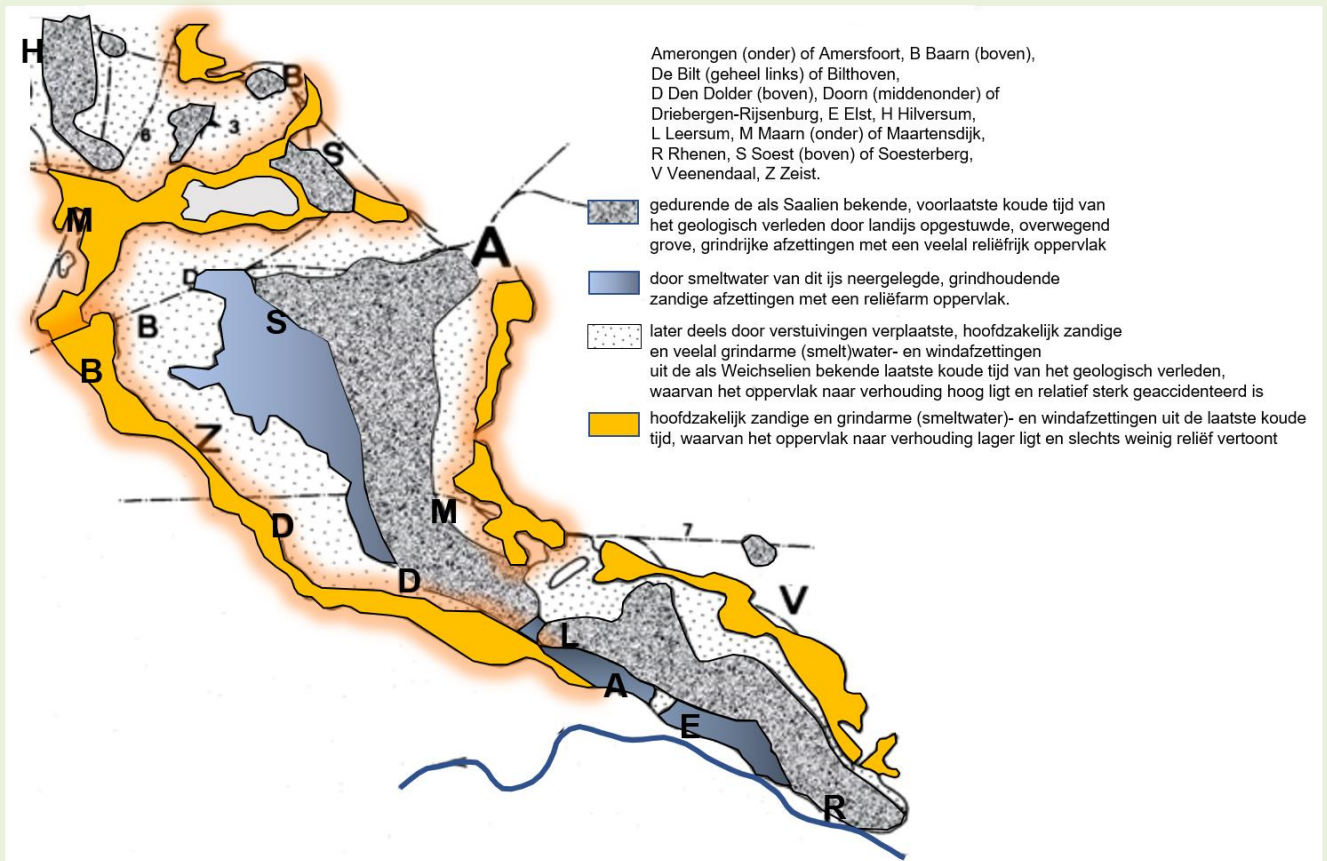 Amerongen (onder) of Amersfoort, B Baarn (boven),
De Bilt (geheel links) of Bilthoven,
D Den Dolder (boven), Doorn (middenonder) of
Driebergen-Rijsenburg, E Elst, H Hilversum,
L Leersum, M Maarn (onder) of Maartensdijk,
R Rhenen, S Soest (boven) of Soesterberg,
V Veenendaal, Z Zeist.
gedurende de als Saalien bekende, voorlaatste koude tijd van
het geologisch verleden door landijs opgestuwde, overwegend
grove, grindrijke afzettingen met een veelal reliëfrijk oppervlak
door smeltwater van dit ijs neergelegde, grindhoudende
zandige afzettingen met een reliëfarm oppervlak.
later deels door verstuivingen verplaatste, hoofdzakelijk zandige
en veelal grindarme (smelt)water- en windafzettingen
uit de als Weichselien bekende laatste koude tijd van het geologisch verleden,
waarvan het oppervlak naar verhouding hoog ligt en relatief sterk geaccidenteerd is
hoofdzakelijk zandige en grindarme (smeltwater)- en windafzettingen uit de laatste koude
tijd, waarvan het oppervlak naar verhouding lager ligt en slechts weinig reliëf vertoont
H
B
6
3
S
M
A
D
B
S
B
Z
M
D
7
D
V
L
A
E
R